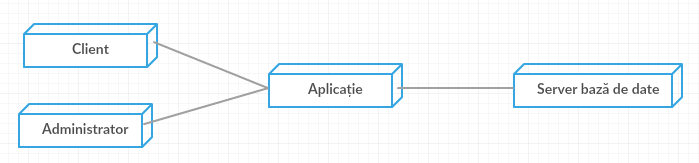 Client
Aplicație
Server bază de date
Administrator